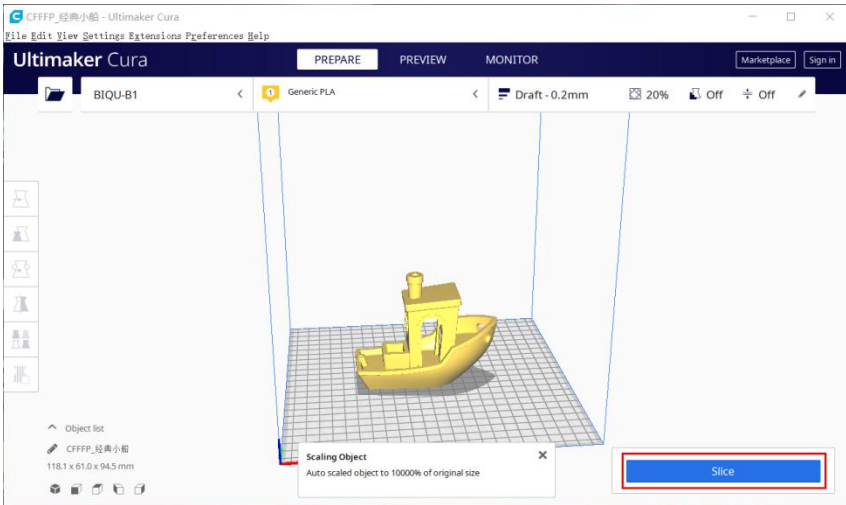 CFFFP_经典小船 - Ultimaker Cura
File Edit View Settings Extensions Preferences Help
Ultimaker Cura
PREPARE PREVIEW MONITOR
Marketplace Sign in
BIQU-B1
1 Generic PLA
Draft - 0.2mm 20% Off Off
Object list
CFFFP_经典小船
118.1 x 61.0 x 94.5 mm
Scaling Object
Auto scaled object to 10000% of original size
Slice